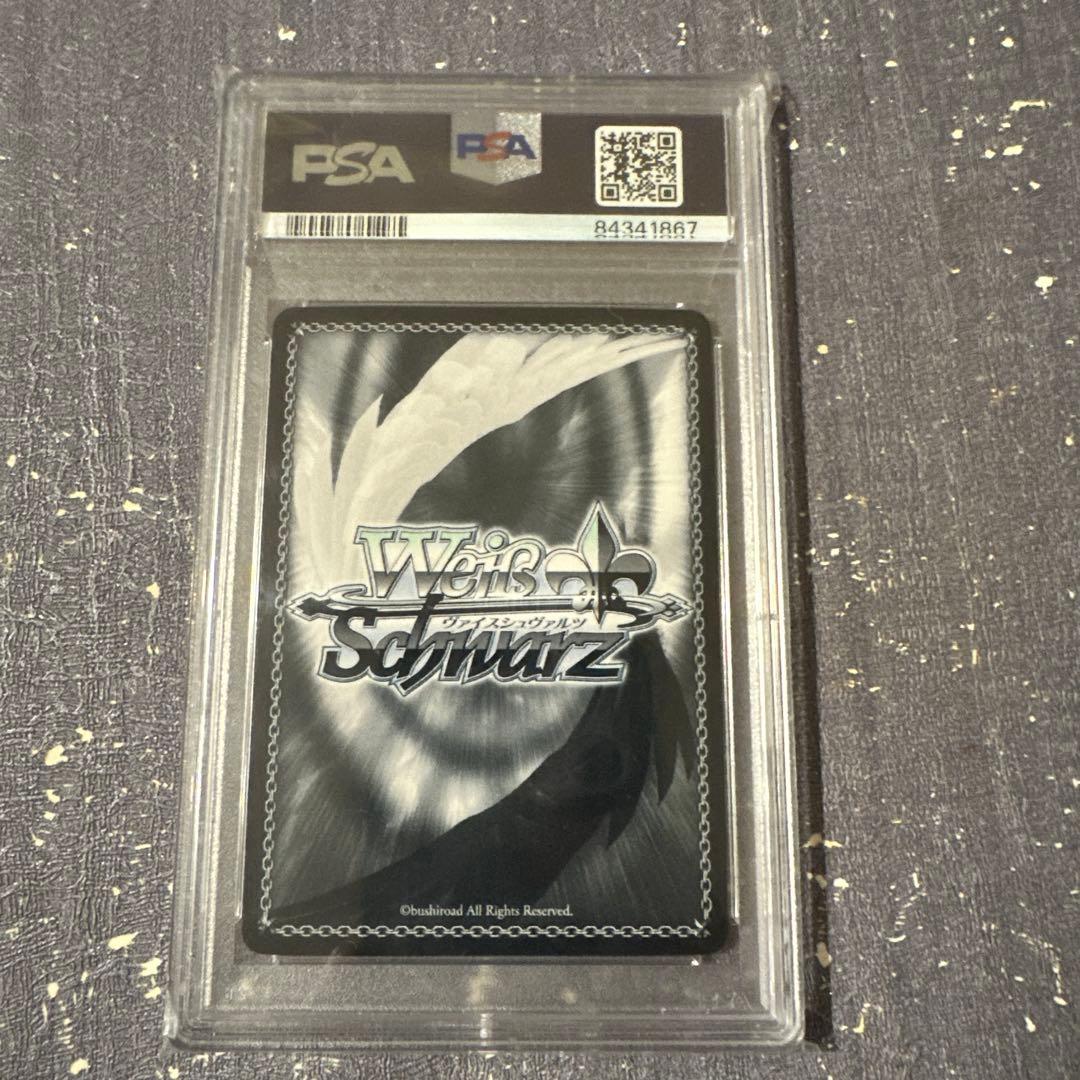 PSA
PSA
84341867
Weiß
ヴァイスシュヴァルツ
Schwarz
©bushiroad All Rights Reserved.